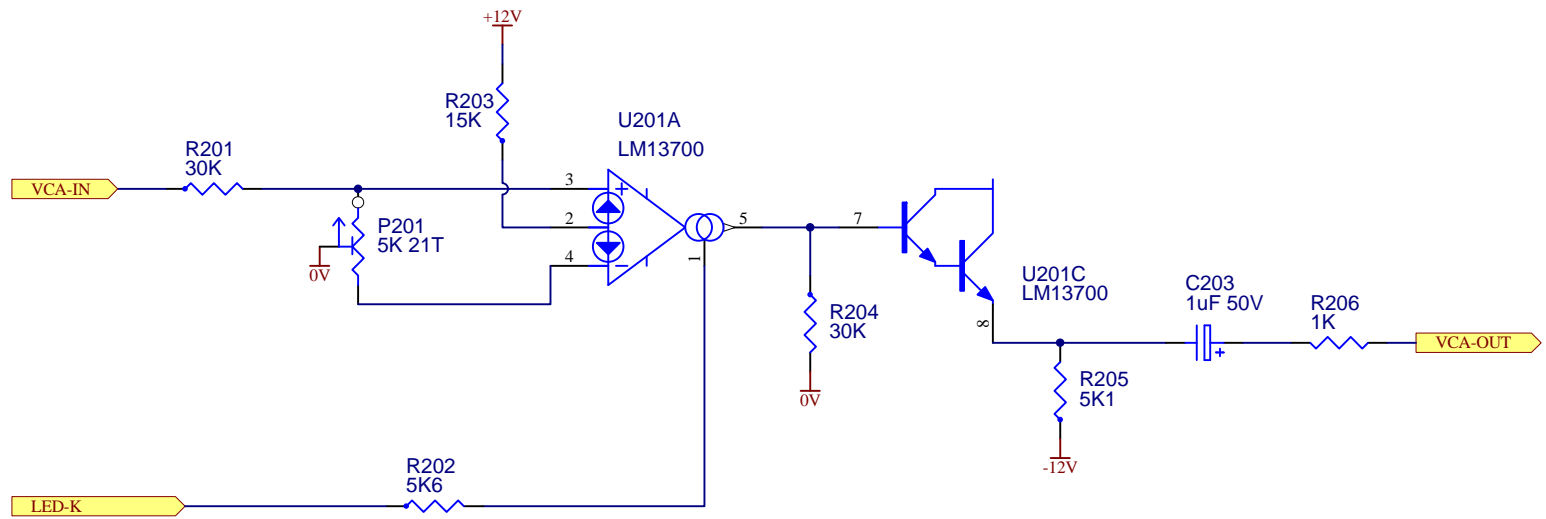 +12V
R203
15K
U201A
LM13700
R201
30K
VCA-IN
3
P201
5K 21T
0V
2
4
5
1
7
U201C
LM13700
8
R204
30K
0V
C203
1uF 50V
+
R206
1K
VCA-OUT
R205
5K1
-12V
R202
5K6
LED-K